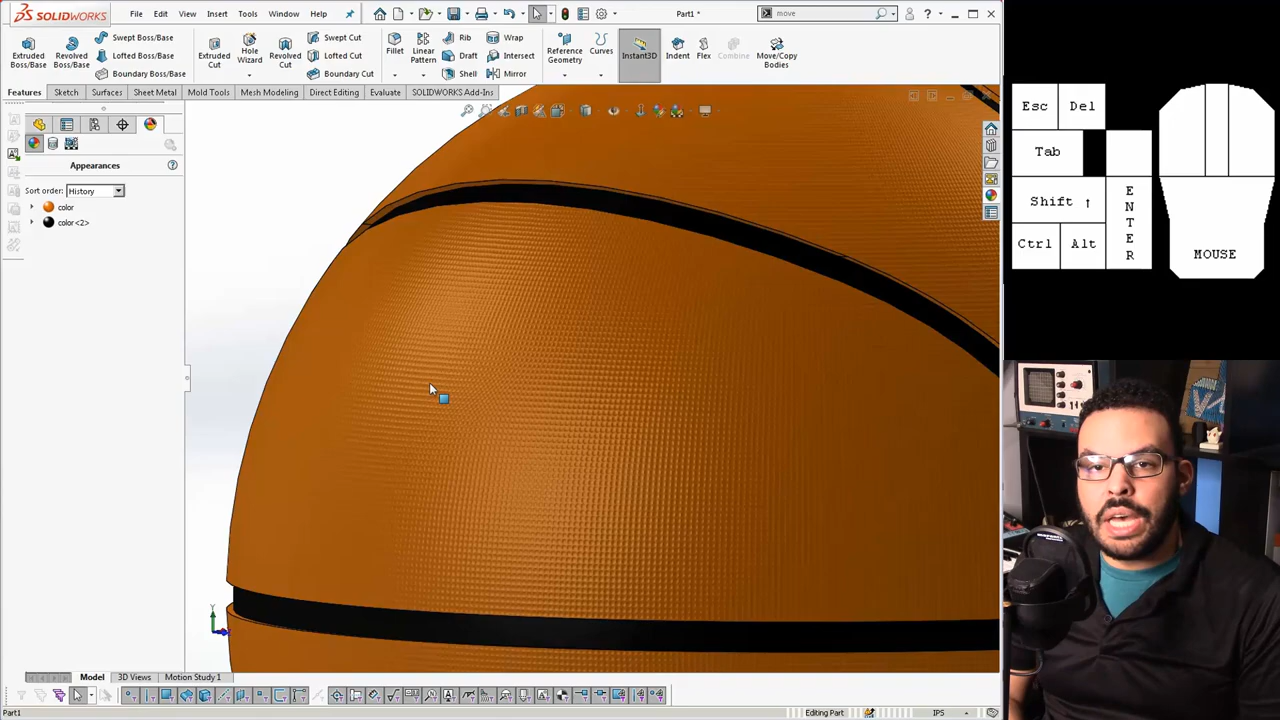 SOLIDWORKS File Edit View Insert Tools Window Help Part1 * move
Extruded Boss/Base
Revolved Boss/Base
Swept Boss/Base
Lofted Boss/Base
Boundary Boss/Base
Extruded Cut
Hole Wizard
Revolved Cut
Swept Cut
Lofted Cut
Boundary Cut
Fillet
Linear Pattern
Rib
Draft
Shell
Wrap
Intersect
Mirror
Reference Geometry
Curves
Instant3D
Indent
Flex
Combine
Move/Copy Bodies
Features Sketch Surfaces Sheet Metal Mold Tools Mesh Modeling Direct Editing Evaluate SOLIDWORKS Add-Ins
Appearances
Sort order: History
color
color<2>
Esc Del
Tab
Shift ↑
Ctrl Alt
ENTER
MOUSE
Y
Model 3D Views Motion Study 1
Part1 Editing Part IPS